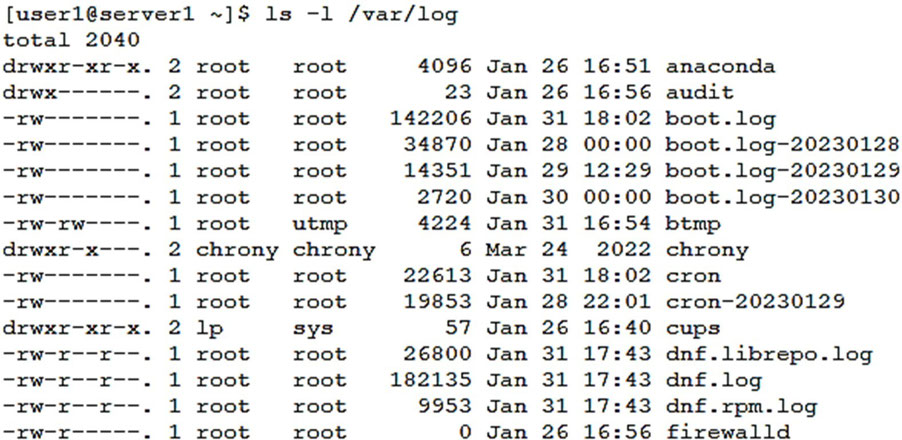 [user1@server1 ~]$ ls -l /var/log
total 2040
drwxr-xr-x. 2 root   root     4096 Jan 26 16:51 anaconda
drwx------. 2 root   root       23 Jan 26 16:56 audit
-rw-------. 1 root   root   142206 Jan 31 18:02 boot.log
-rw-------. 1 root   root    34870 Jan 28 00:00 boot.log-20230128
-rw-------. 1 root   root    14351 Jan 29 12:29 boot.log-20230129
-rw-------. 1 root   root     2720 Jan 30 00:00 boot.log-20230130
-rw-rw----. 1 root   utmp     4224 Jan 31 16:54 btmp
drwxr-x---. 2 chrony chrony      6 Mar 24  2022 chrony
-rw-------. 1 root   root    22613 Jan 31 18:02 cron
-rw-------. 1 root   root    19853 Jan 28 22:01 cron-20230129
drwxr-xr-x. 2 lp     sys        57 Jan 26 16:40 cups
-rw-r--r--. 1 root   root    26800 Jan 31 17:43 dnf.librepo.log
-rw-r--r--. 1 root   root   182135 Jan 31 17:43 dnf.log
-rw-r--r--. 1 root   root     9953 Jan 31 17:43 dnf.rpm.log
-rw-r-----. 1 root   root        0 Jan 26 16:56 firewalld